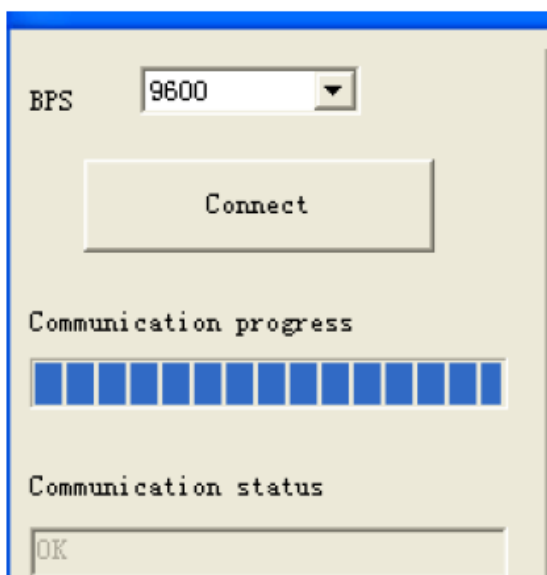 BPS 9600
Connect
Communication progress
Communication status
OK